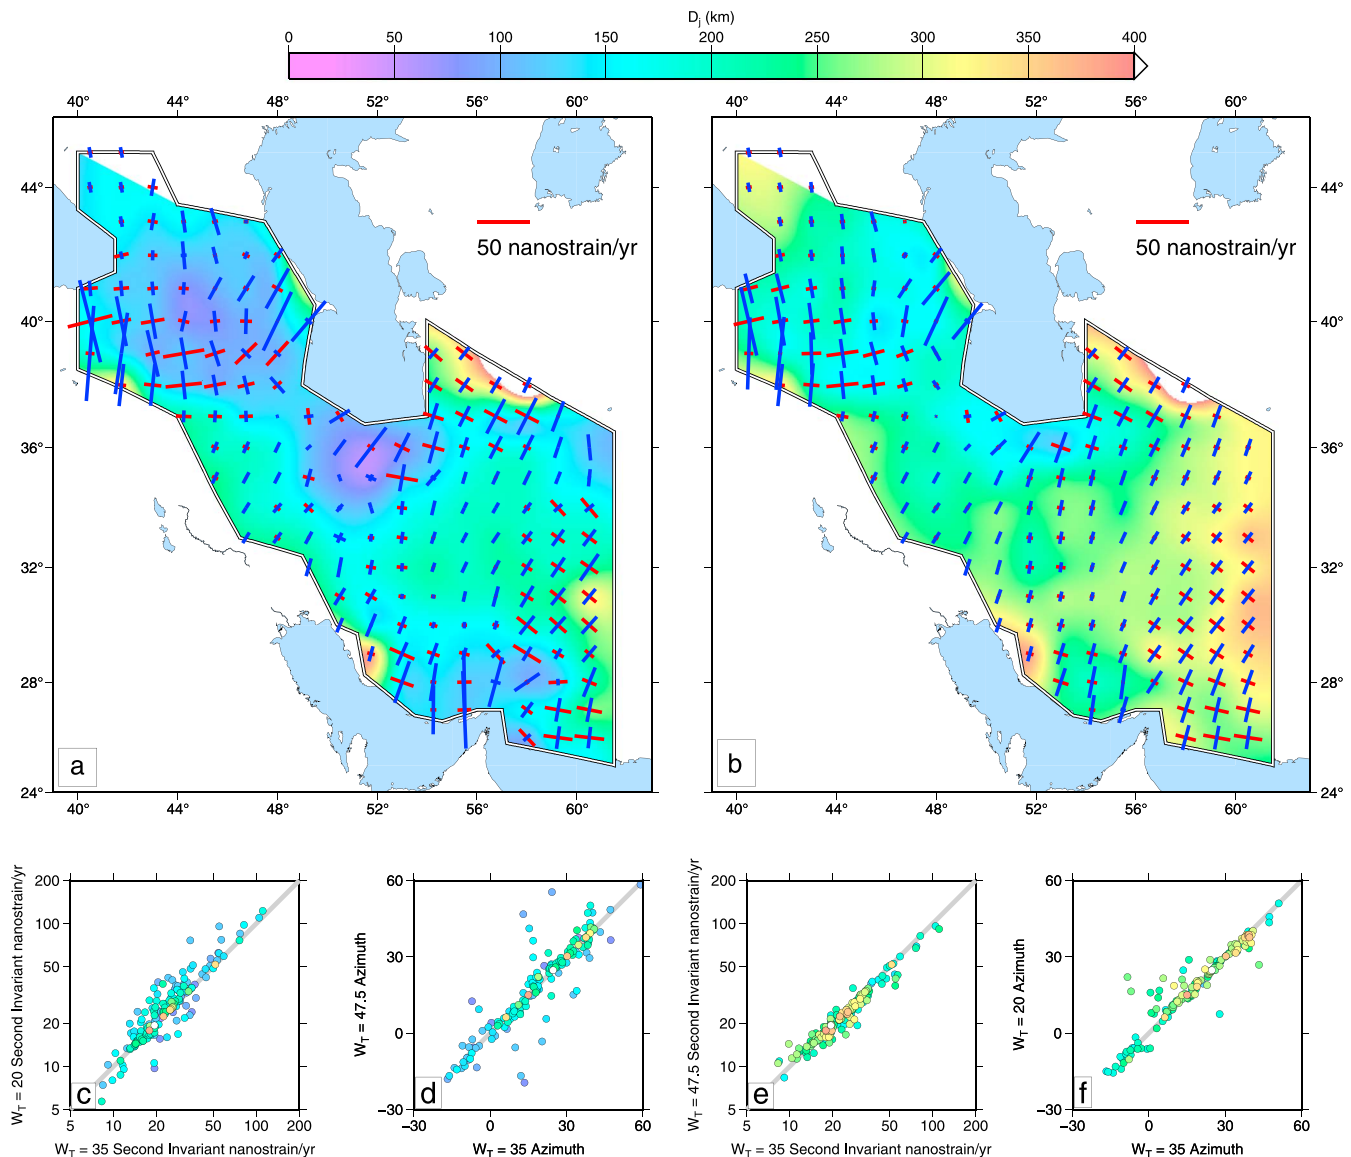 D_j (km)
0 50 100 150 200 250 300 350 400
40° 44° 48° 52° 56° 60° 40° 44° 48° 52° 56° 60°
44° 44°
50 nanostrain/yr 50 nanostrain/yr
40° 40°
36° 36°
32° 32°
28° 28°
a b
24° 24°
40° 44° 48° 52° 56° 60° 40° 44° 48° 52° 56° 60°
W_T = 20 Second Invariant nanostrain/yr
200
100
50
20
10
5
c
5 10 20 50 100 200
W_T = 35 Second Invariant nanostrain/yr
W_T = 47.5 Azimuth
60
30
0
−30
d
−30 0 30 60
W_T = 35 Azimuth
W_T = 47.5 Second Invariant nanostrain/yr
200
100
50
20
10
5
e
5 10 20 50 100 200
W_T = 35 Second Invariant nanostrain/yr
W_T = 20 Azimuth
60
30
0
−30
f
−30 0 30 60
W_T = 35 Azimuth